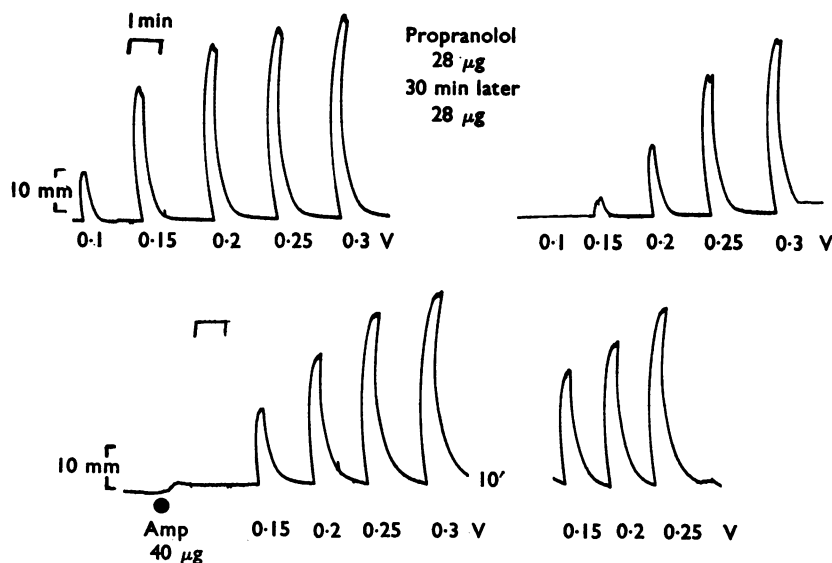 1 min
Propranolol
28 μg
30 min later
28 μg
10 mm
0·1 0·15 0·2 0·25 0·3 V
0·1 0·15 0·2 0·25 0·3 V
10 mm
10′
Amp
40 μg
0·15 0·2 0·25 0·3 V
0·15 0·2 0·25 V